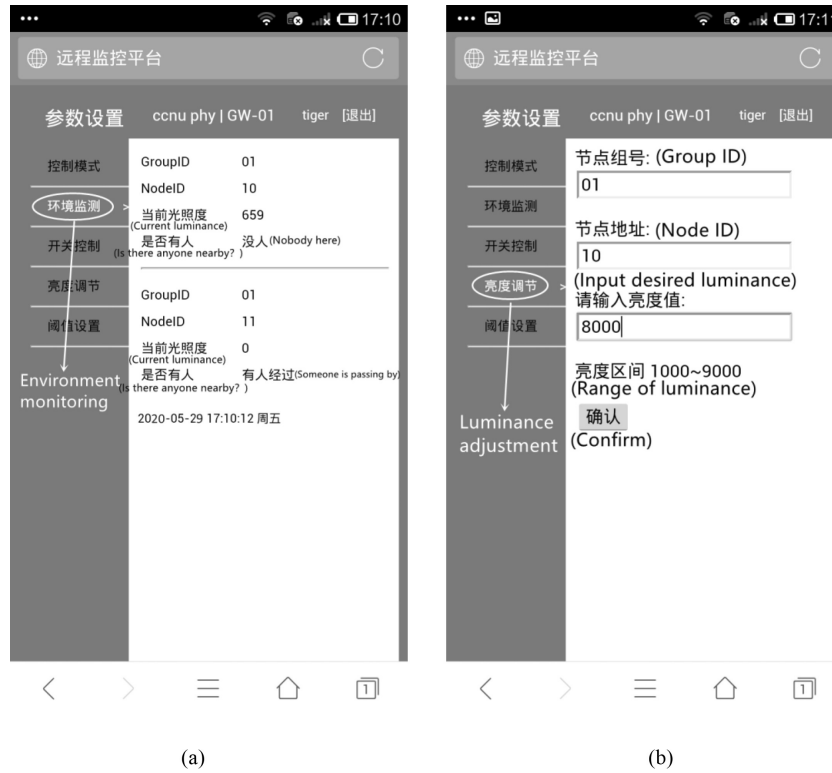 ... 17:10
远程监控平台
参数设置 ccnu phy | GW-01 tiger [退出]
控制模式
环境监测 >
开关控制
亮度调节
阈值设置
Environment
monitoring
GroupID 01
NodeID 10
当前光照度 659
(Current luminance)
是否有人 没人(Nobody here)
(Is there anyone nearby? )
GroupID 01
NodeID 11
当前光照度 0
(Current luminance)
是否有人 有人经过(Someone is passing by)
(Is there anyone nearby? )
2020-05-29 17:10:12 周五
1
(a)
... 17:1
远程监控平台
参数设置 ccnu phy | GW-01 tiger [退出]
控制模式
环境监测
开关控制
亮度调节 >
阈值设置
Luminance
adjustment
节点组号: (Group ID)
01
节点地址: (Node ID)
10
(Input desired luminance)
请输入亮度值:
8000
亮度区间 1000~9000
(Range of luminance)
确认
(Confirm)
1
(b)